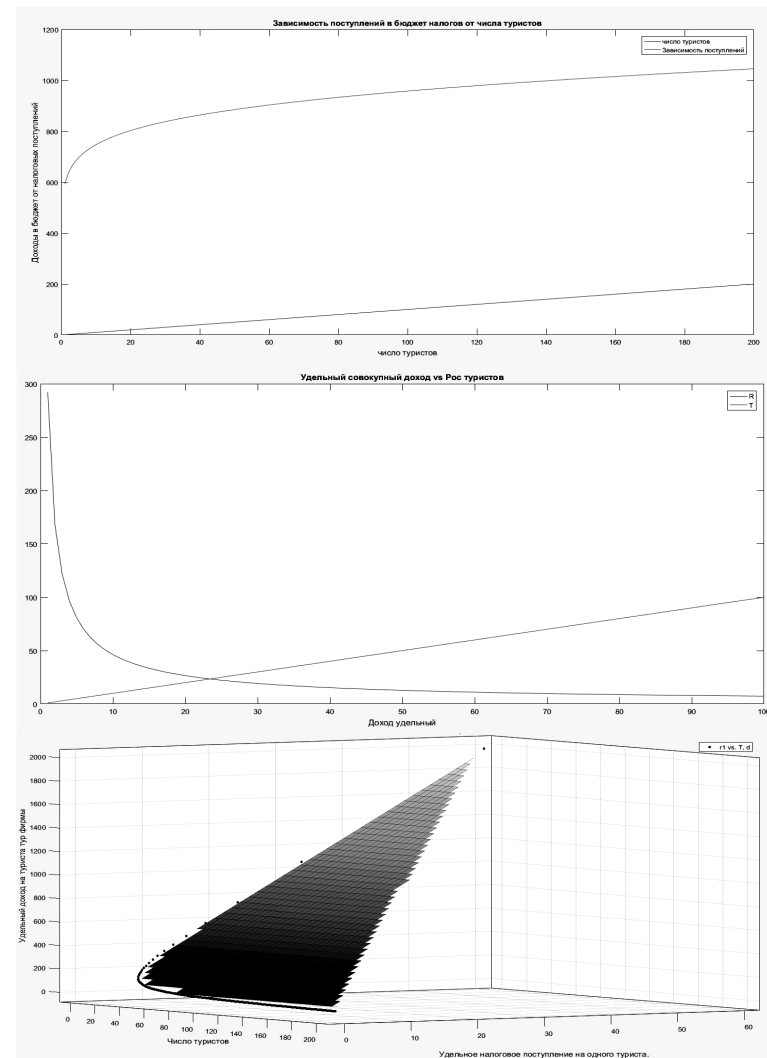 Зависимость поступлений в бюджет налогов от числа туристов
1200
1000
800
600
400
200
0
Доходы в бюджет от налоговых поступлений
число туристов
Зависимость поступлений
0 20 40 60 80 100 120 140 160 180 200
число туристов
Удельный совокупный доход vs Рос туристов
300
250
200
150
100
50
0
R
T
0 10 20 30 40 50 60 70 80 90 100
Доход удельный
r1 vs. T, d
2000
1800
1600
1400
1200
1000
800
600
400
200
0
Удельный доход на туриста тур фирмы
0 20 40 60 80 100 120 140 160 180 200
Число туристов
0 10 20 30 40 50 60
Удельное налоговое поступление на одного туриста.